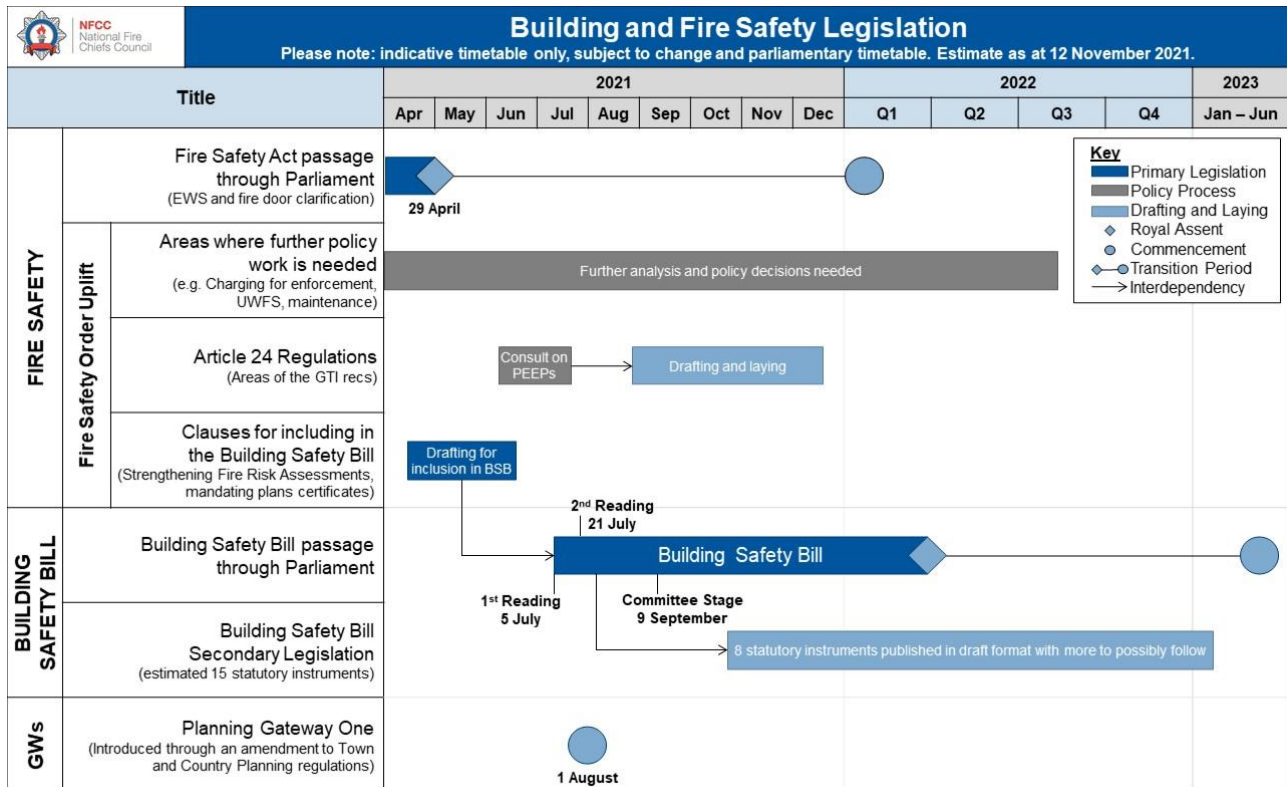 NFCC
National Fire
Chiefs Council
Building and Fire Safety Legislation
Please note: indicative timetable only, subject to change and parliamentary timetable. Estimate as at 12 November 2021.
Title
2021
2022
2023
Apr May Jun Jul Aug Sep Oct Nov Dec Q1 Q2 Q3 Q4 Jan – Jun
FIRE SAFETY
Fire Safety Act passage
through Parliament
(EWS and fire door clarification)
29 April
Key
Primary Legislation
Policy Process
Drafting and Laying
Royal Assent
Commencement
Transition Period
Interdependency
Fire Safety Order Uplift
Areas where further policy
work is needed
(e.g. Charging for enforcement,
UWFS, maintenance)
Further analysis and policy decisions needed
Article 24 Regulations
(Areas of the GTI recs)
Consult on
PEEPs
Drafting and laying
Clauses for including in
the Building Safety Bill
(Strengthening Fire Risk Assessments,
mandating plans certificates)
Drafting for
inclusion in BSB
BUILDING
SAFETY BILL
Building Safety Bill passage
through Parliament
2nd Reading
21 July
Building Safety Bill
1st Reading
5 July
Committee Stage
9 September
Building Safety Bill
Secondary Legislation
(estimated 15 statutory instruments)
8 statutory instruments published in draft format with more to possibly follow
GWs
Planning Gateway One
(Introduced through an amendment to Town
and Country Planning regulations)
1 August